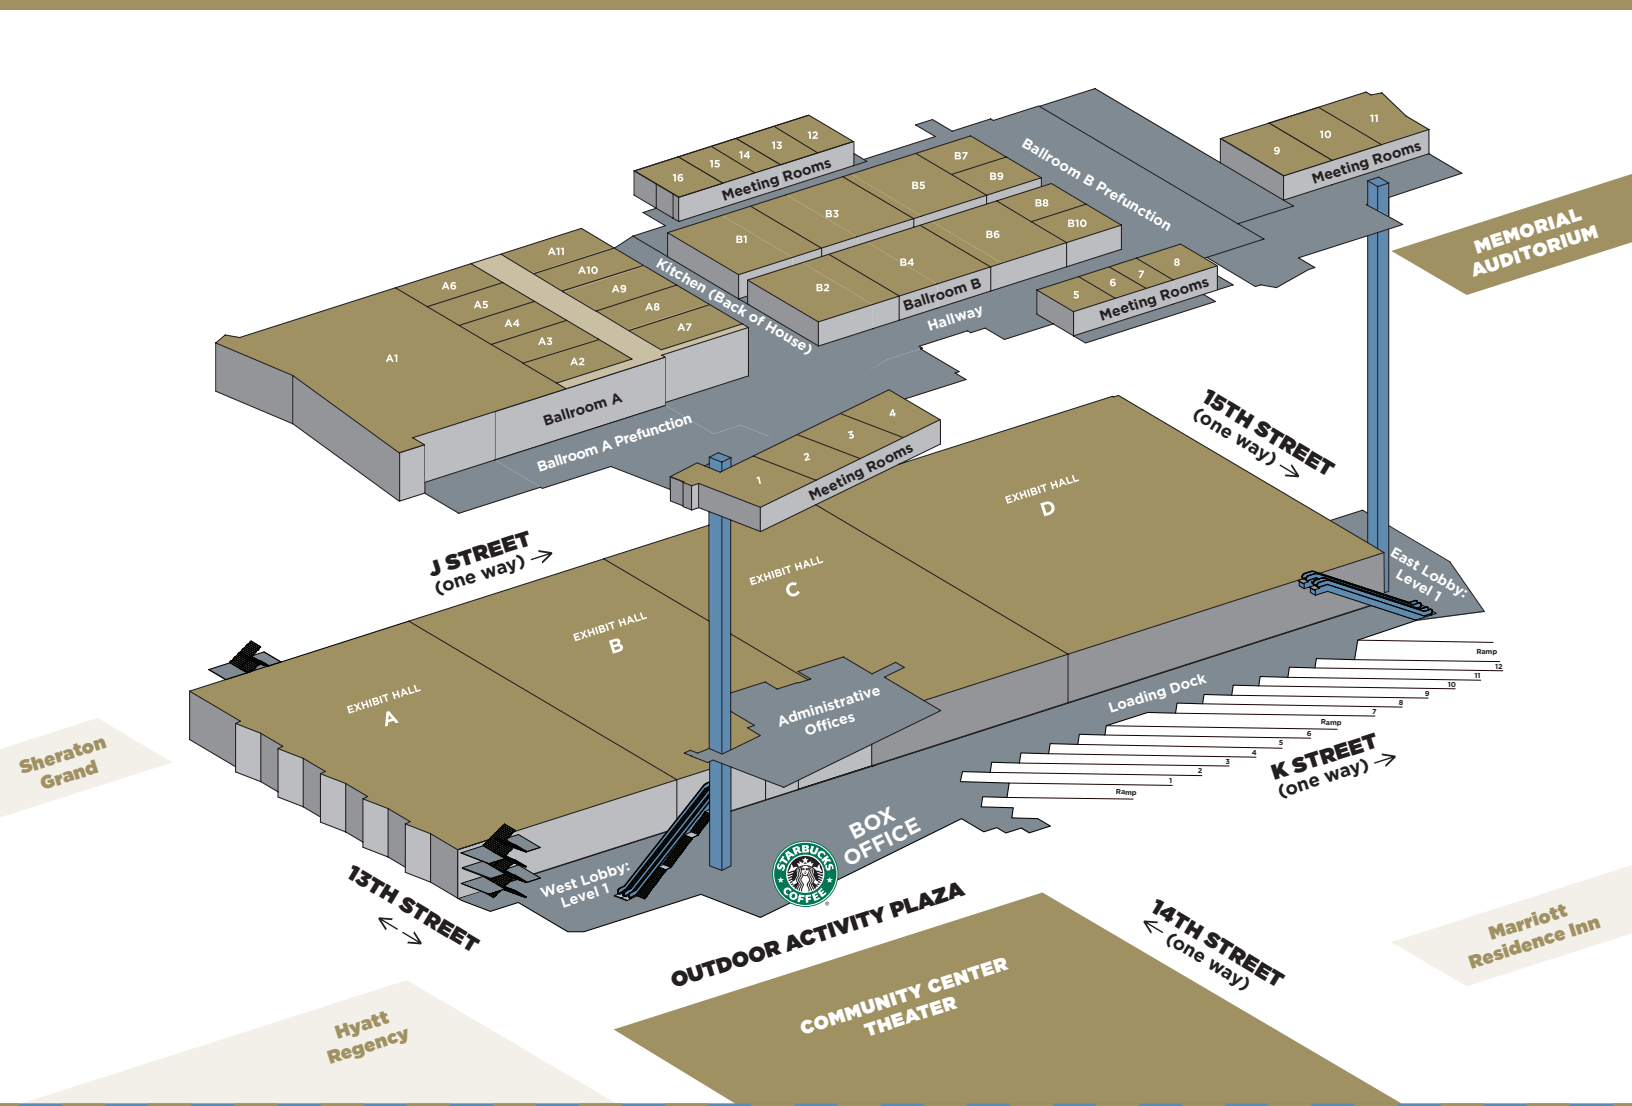 12
13
14
15
16
Meeting Rooms
9
10
11
Meeting Rooms
MEMORIAL
AUDITORIUM
Ballroom B Prefunction
B7
B9
B5
B3
B1
B8
B10
B6
B4
B2
Ballroom B
Hallway
Kitchen (Back of House)
5
6
7
8
Meeting Rooms
A11
A10
A9
A8
A7
A6
A5
A4
A3
A2
A1
Ballroom A
Ballroom A Prefunction
1
2
3
4
Meeting Rooms
15TH STREET
(one way)
J STREET
(one way)
EXHIBIT HALL
D
EXHIBIT HALL
C
EXHIBIT HALL
B
EXHIBIT HALL
A
East Lobby:
Level 1
Administrative
Offices
Loading Dock
Ramp
12
11
10
9
8
7
Ramp
6
5
4
3
2
1
Ramp
K STREET
(one way)
Sheraton
Grand
BOX
OFFICE
STARBUCKS
COFFEE
®
West Lobby:
Level 1
13TH STREET
OUTDOOR ACTIVITY PLAZA
14TH STREET
(one way)
Marriott
Residence Inn
COMMUNITY CENTER
THEATER
Hyatt
Regency